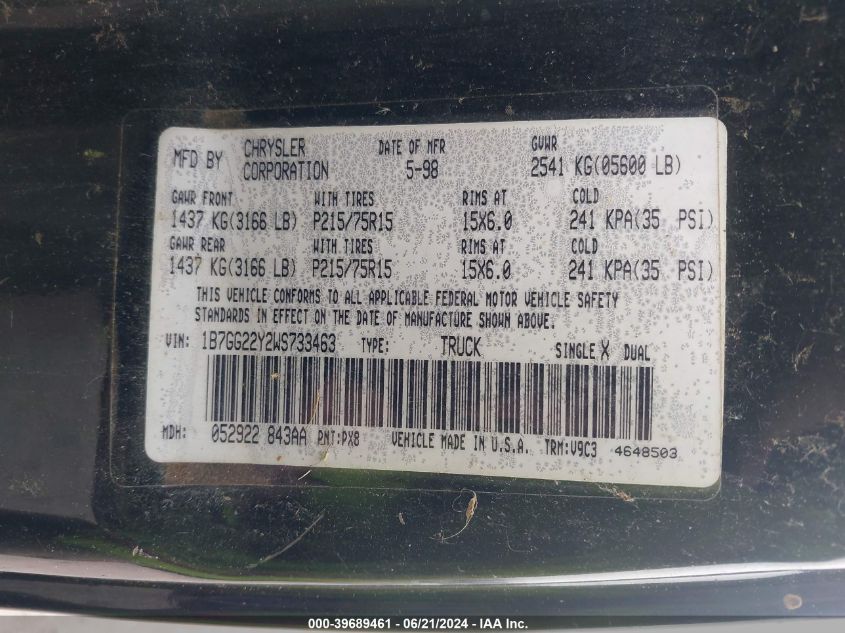 MFD BY CHRYSLER CORPORATION DATE OF MFR 5-98 GVWR 2541 KG(05600 LB)
GAWR FRONT WITH TIRES RIMS AT COLD
1437 KG(3166 LB) P215/75R15 15X6.0 241 KPA(35 PSI)
GAWR REAR WITH TIRES RIMS AT COLD
1437 KG(3166 LB) P215/75R15 15X6.0 241 KPA(35 PSI)
THIS VEHICLE CONFORMS TO ALL APPLICABLE FEDERAL MOTOR VEHICLE SAFETY
STANDARDS IN EFFECT ON THE DATE OF MANUFACTURE SHOWN ABOVE.
VIN: 1B7GG22Y2WS733463 TYPE: TRUCK SINGLE X DUAL
MDH: 052922 843AA PNT:PX8 VEHICLE MADE IN U.S.A. TRM:V9C3 4648503
000-39689461 - 06/21/2024 - IAA Inc.